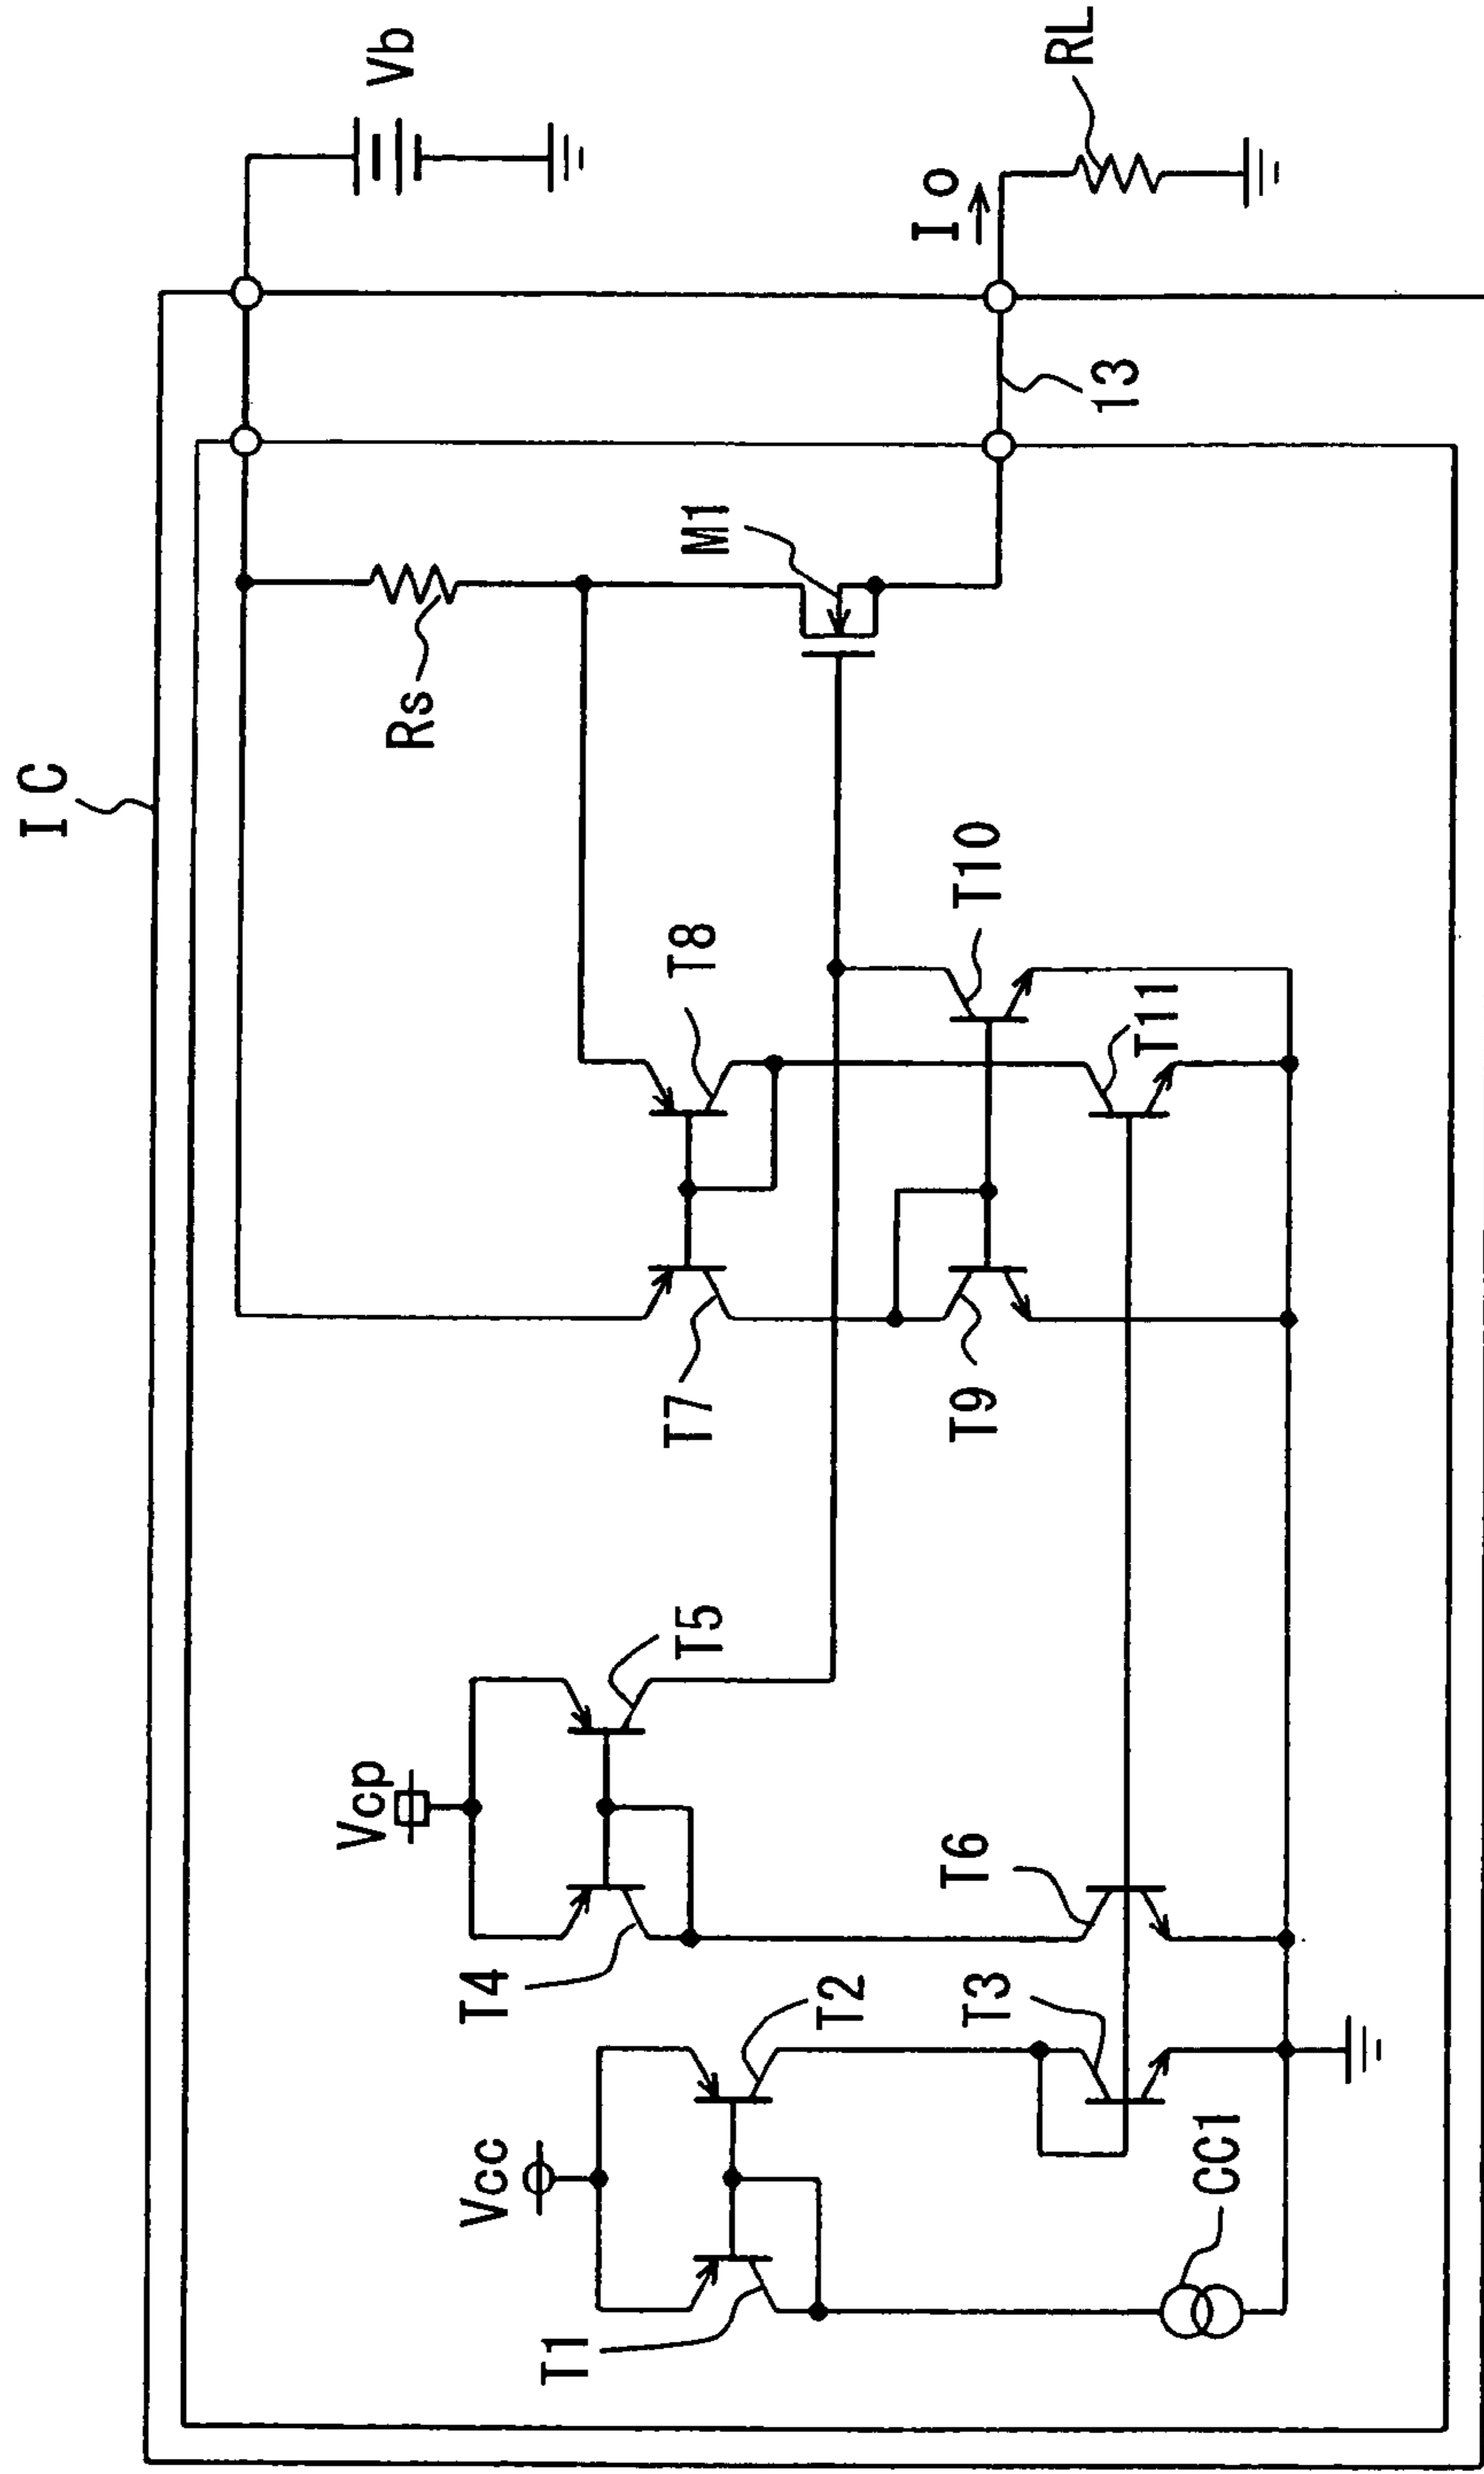 IC
Vb
Rs
M1
Io
RL
13
Vcc
Vcp
T1
T2
T3
T4
T5
T6
T7
T8
T9
T10
T11
CC1